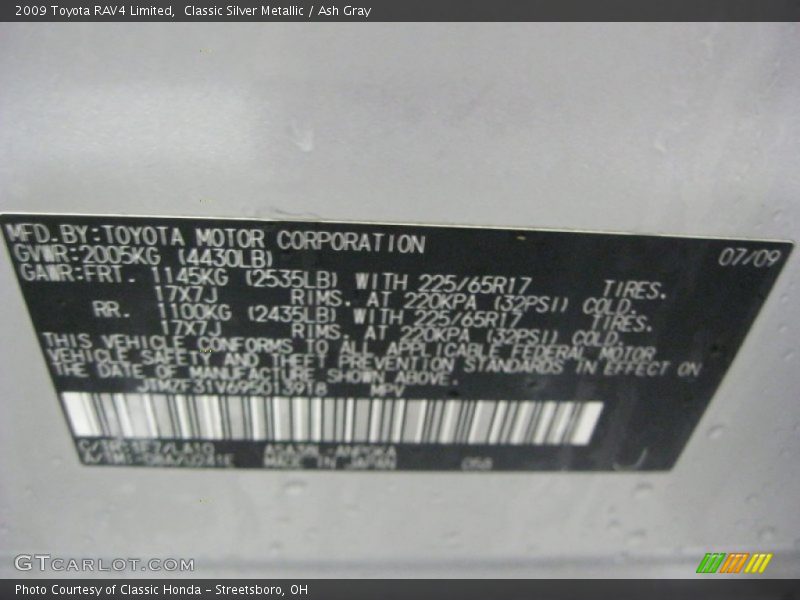 2009 Toyota RAV4 Limited,  Classic Silver Metallic / Ash Gray
MFD.BY:TOYOTA MOTOR CORPORATION 07/09
GVWR:2005KG (4430LB)
GAWR:FRT. 1145KG (2535LB) WITH 225/65R17 TIRES.
17X7J RIMS. AT 220KPA (32PSI) COLD.
RR. 1100KG (2435LB) WITH 225/65R17 TIRES.
17X7J RIMS. AT 220KPA (32PSI) COLD.
THIS VEHICLE CONFORMS TO ALL APPLICABLE FEDERAL MOTOR
VEHICLE SAFETY AND THEFT PREVENTION STANDARDS IN EFFECT ON
THE DATE OF MANUFACTURE SHOWN ABOVE.
MPV
MADE IN JAPAN
GTCARLOT.COM
Photo Courtesy of Classic Honda – Streetsboro, OH